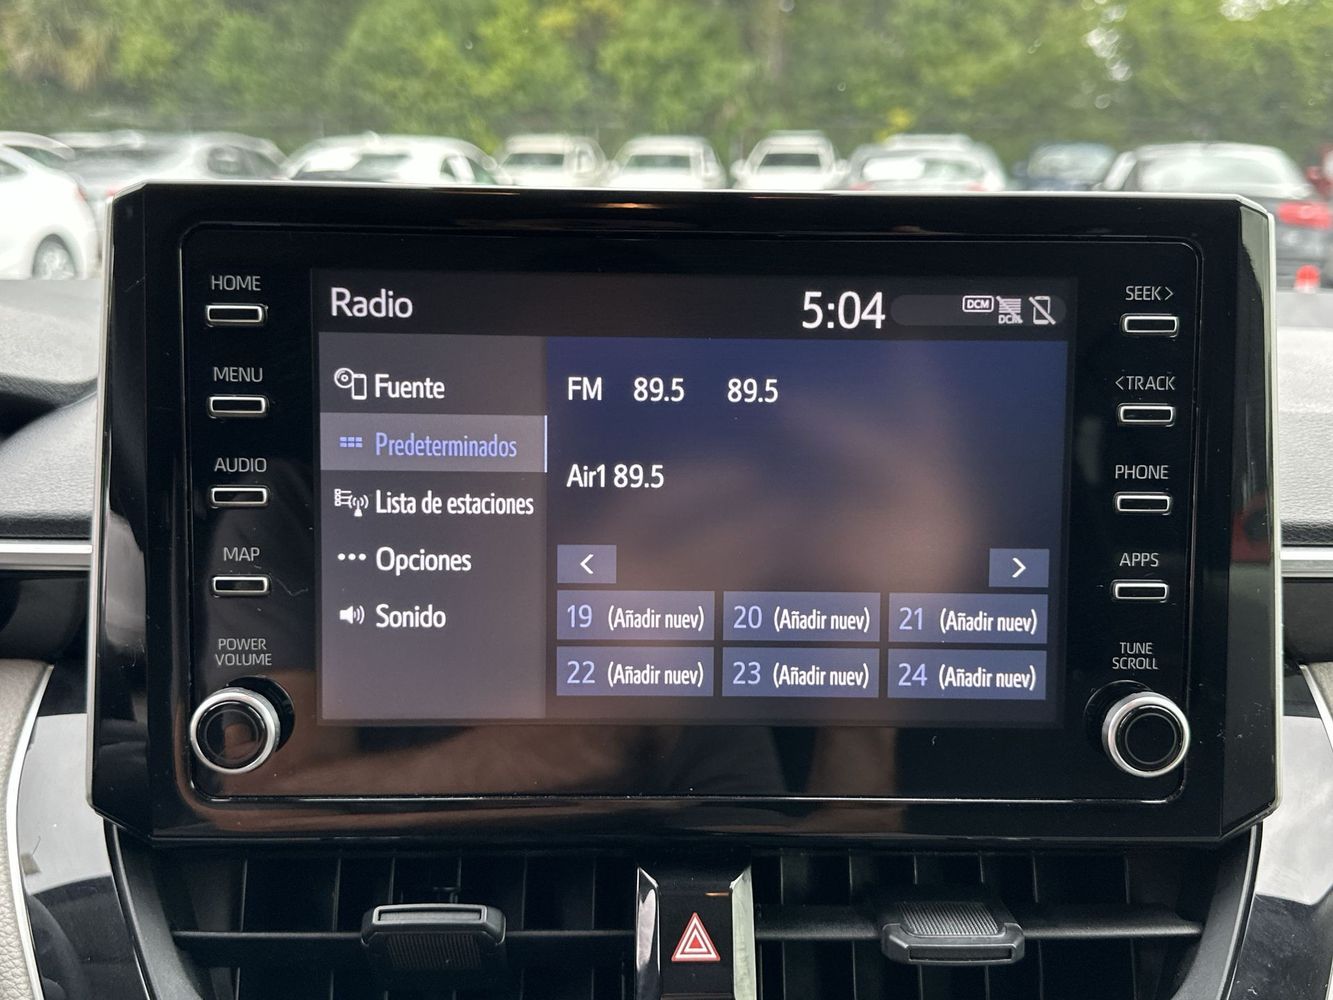 HOME
MENU
AUDIO
MAP
POWER
VOLUME
Radio
5:04
DCM
DCM
Fuente
Predeterminados
Lista de estaciones
Opciones
Sonido
FM 89.5 89.5
Air1 89.5
<
>
19 (Añadir nuev)
20 (Añadir nuev)
21 (Añadir nuev)
22 (Añadir nuev)
23 (Añadir nuev)
24 (Añadir nuev)
SEEK>
<TRACK
PHONE
APPS
TUNE
SCROLL